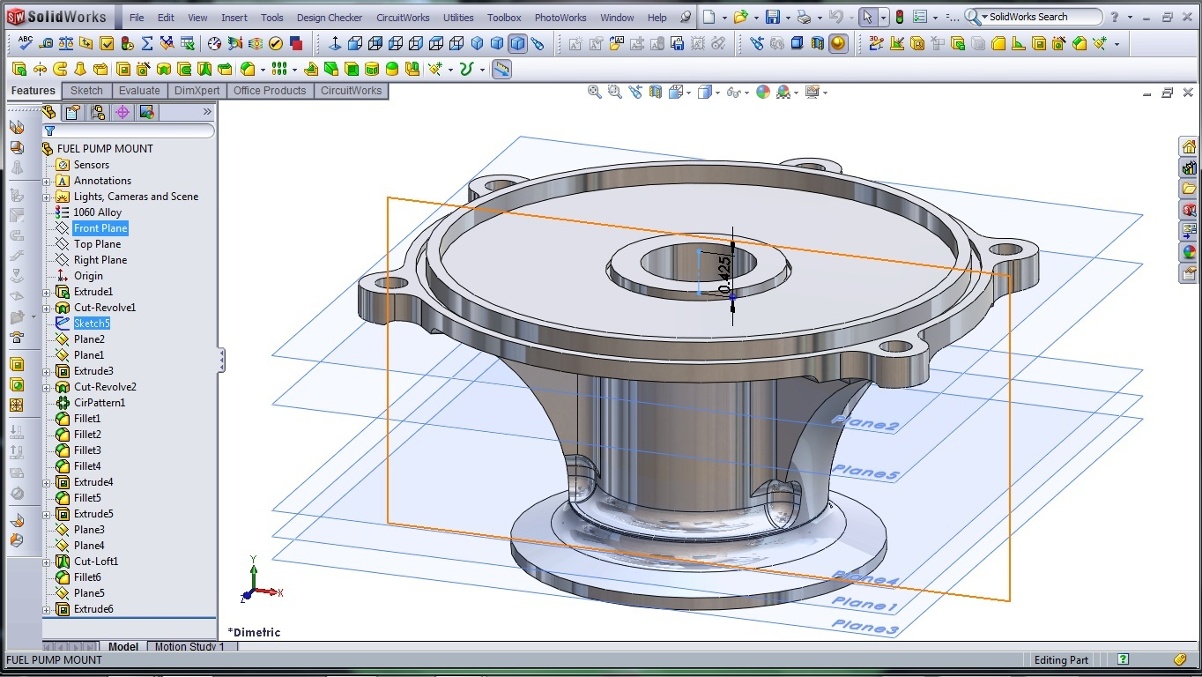 SolidWorks File Edit View Insert Tools Design Checker CircuitWorks Utilities Toolbox PhotoWorks Window Help SolidWorks Search
Features Sketch Evaluate DimXpert Office Products CircuitWorks
FUEL PUMP MOUNT
Sensors
Annotations
Lights, Cameras and Scene
1060 Alloy
Front Plane
Top Plane
Right Plane
Origin
Extrude1
Cut-Revolve1
Sketch5
Plane2
Plane1
Extrude3
Cut-Revolve2
CirPattern1
Fillet1
Fillet2
Fillet3
Fillet4
Extrude4
Fillet5
Extrude5
Plane3
Plane4
Cut-Loft1
Fillet6
Plane5
Extrude6
0.425
Plane2
Plane5
Plane4
Plane1
Plane3
Y
X
Z
*Dimetric
Model Motion Study 1
FUEL PUMP MOUNT Editing Part